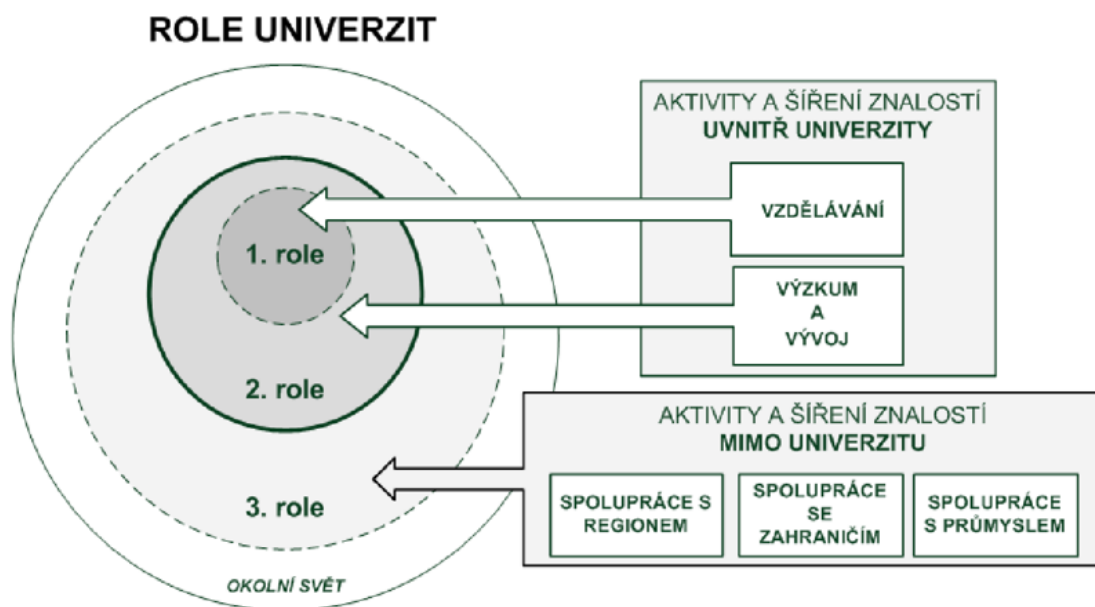 ROLE UNIVERZIT
1. role
2. role
3. role
OKOLNÍ SVĚT
AKTIVITY A ŠÍŘENÍ ZNALOSTÍ
UVNITŘ UNIVERZITY
VZDĚLÁVÁNÍ
VÝZKUM
A
VÝVOJ
AKTIVITY A ŠÍŘENÍ ZNALOSTÍ
MIMO UNIVERZITU
SPOLUPRÁCE S
REGIONEM
SPOLUPRÁCE
SE
ZAHRANIČÍM
SPOLUPRÁCE
S PRŮMYSLEM